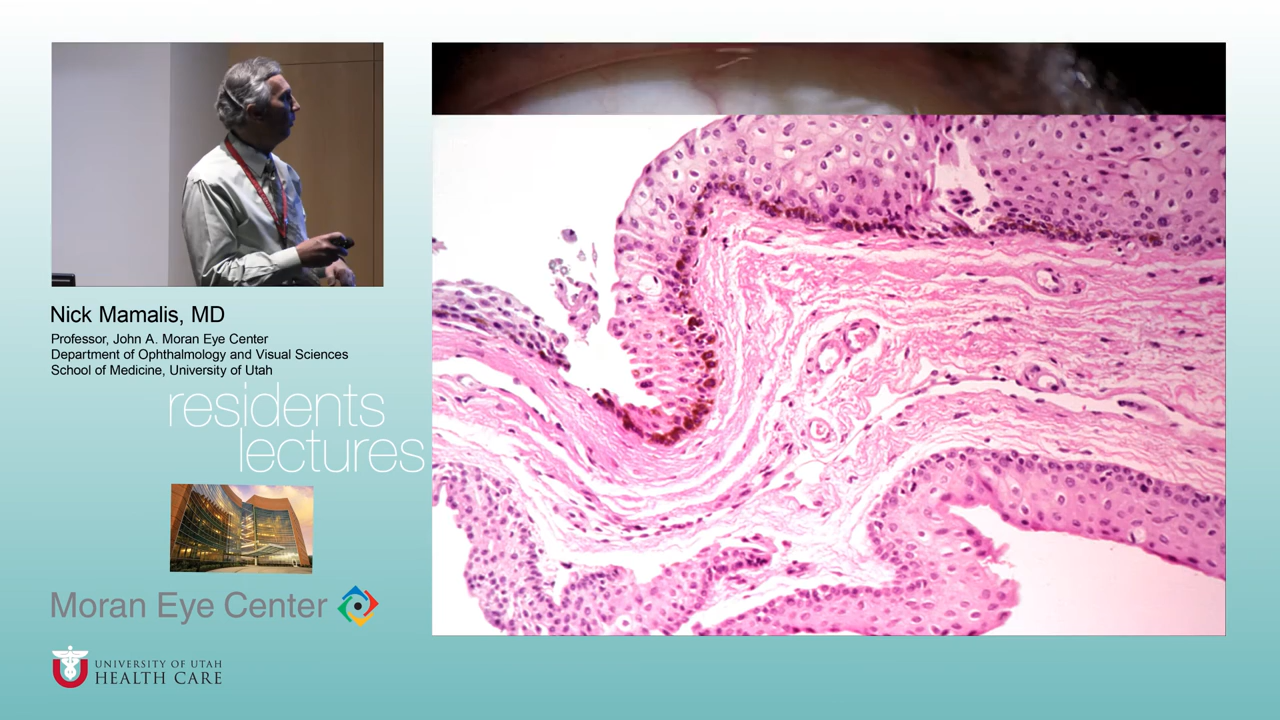 Nick Mamalis, MD
Professor, John A. Moran Eye Center
Department of Ophthalmology and Visual Sciences
School of Medicine, University of Utah
residents
lectures
Moran Eye Center
UNIVERSITY OF UTAH
HEALTH CARE